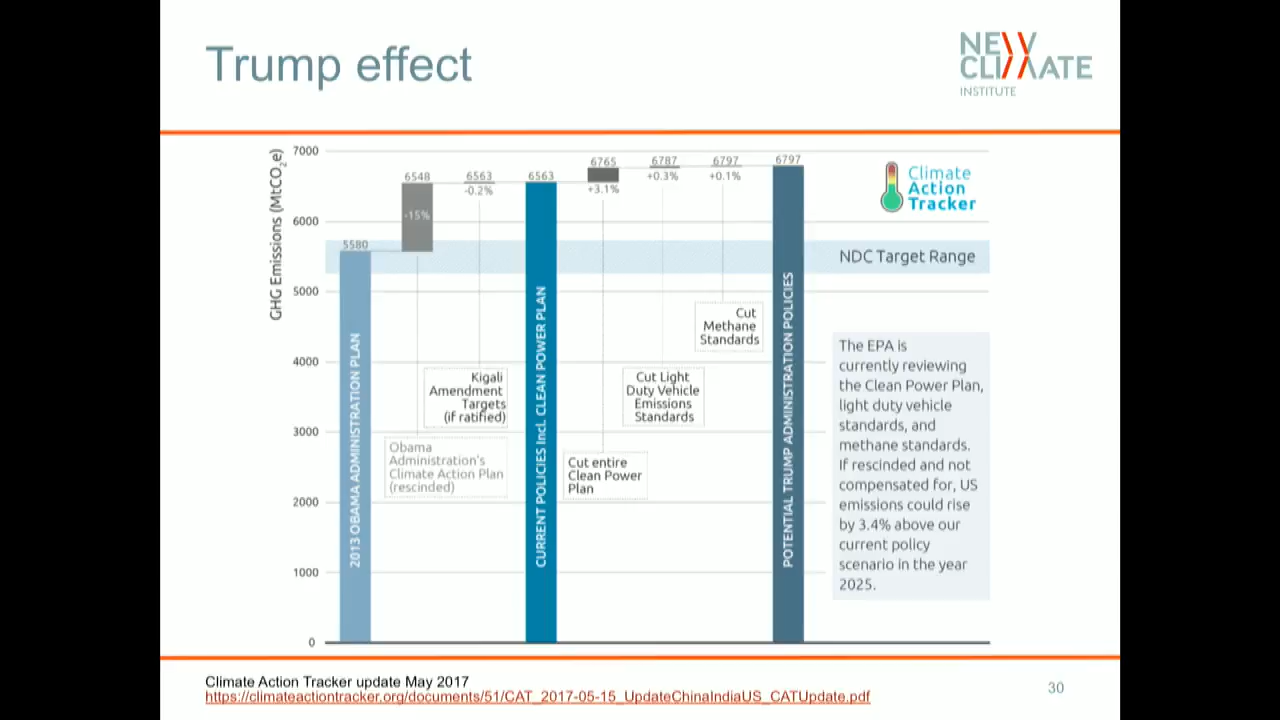 Trump effect
NEW
CLIMATE
INSTITUTE
GHG Emissions (MtCO2e)
7000
6000
5000
4000
3000
2000
1000
0
5580
6548
6563
6563
6765
6787
6797
6797
-15%
-0.2%
+3.1%
+0.3%
+0.1%
Climate
Action
Tracker
NDC Target Range
2013 OBAMA ADMINISTRATION PLAN
Obama
Administration's
Climate Action Plan
(rescinded)
Kigali
Amendment
Targets
(if ratified)
CURRENT POLICIES incl. CLEAN POWER PLAN
Cut entire
Clean Power
Plan
Cut Light
Duty Vehicle
Emissions
Standards
Cut
Methane
Standards
POTENTIAL TRUMP ADMINISTRATION POLICIES
The EPA is
currently reviewing
the Clean Power Plan,
light duty vehicle
standards, and
methane standards.
If rescinded and not
compensated for, US
emissions could rise
by 3.4% above our
current policy
scenario in the year
2025.
Climate Action Tracker update May 2017
https://climateactiontracker.org/documents/51/CAT_2017-05-15_UpdateChinaIndiaUS_CATUpdate.pdf
30